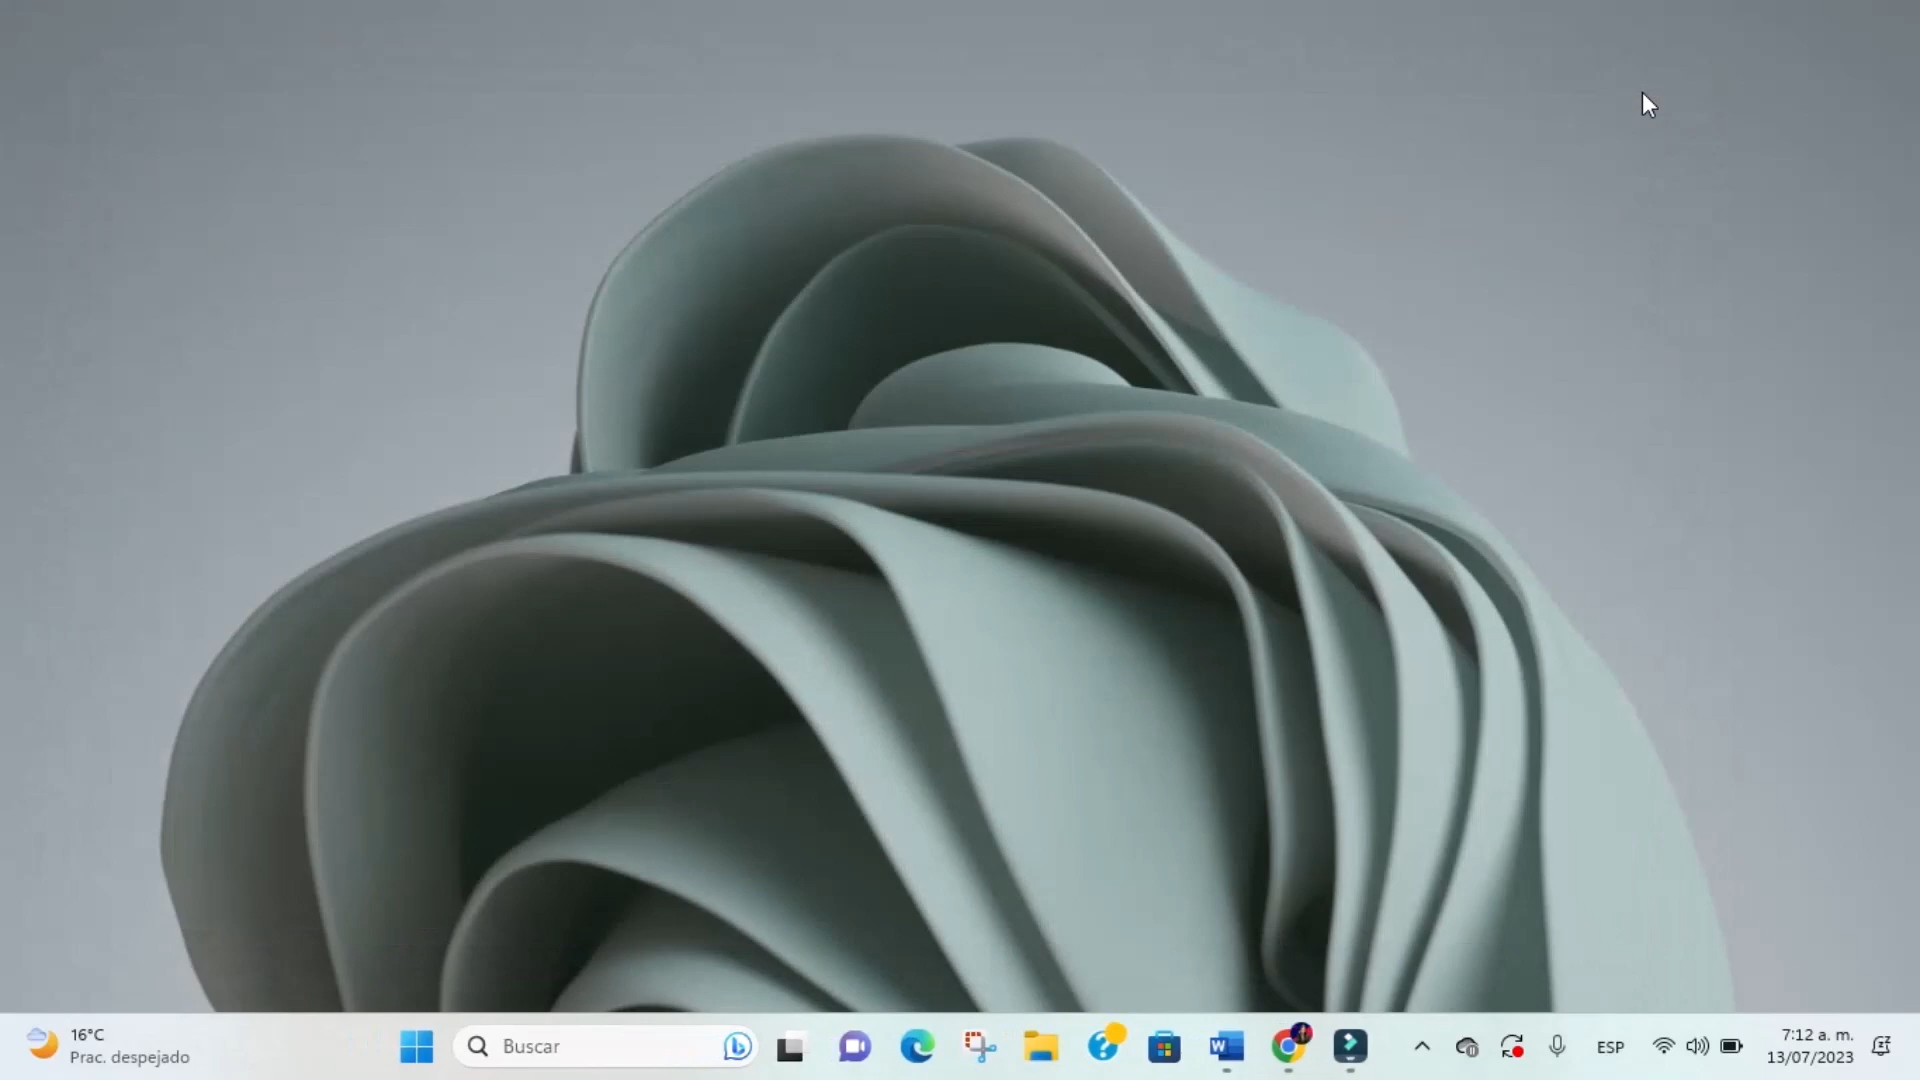 16°C
Prac. despejado
Buscar
ESP
7:12 a. m.
13/07/2023